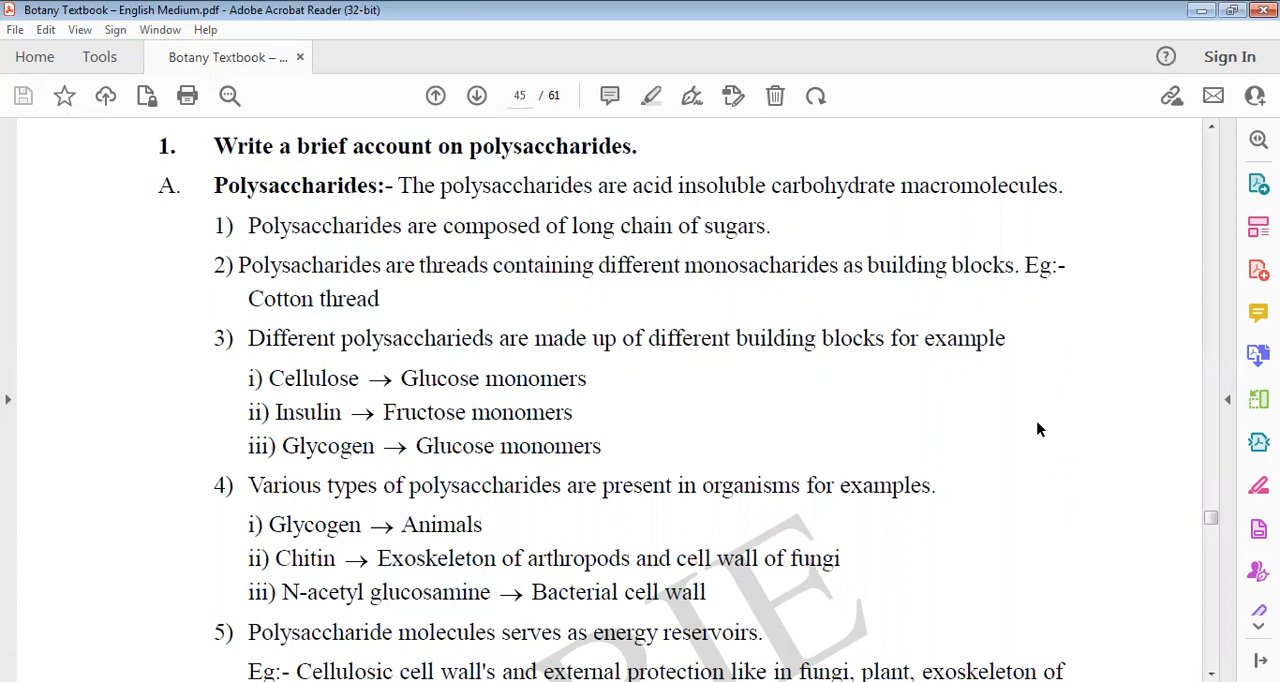 Botany Textbook – English Medium.pdf - Adobe Acrobat Reader (32-bit)
File Edit View Sign Window Help
Home Tools Botany Textbook – ... × Sign In
45 / 61
1. Write a brief account on polysaccharides.
A. Polysaccharides:- The polysaccharides are acid insoluble carbohydrate macromolecules.
1) Polysaccharides are composed of long chain of sugars.
2) Polysacharides are threads containing different monosacharides as building blocks. Eg:-
Cotton thread
3) Different polysaccharieds are made up of different building blocks for example
i) Cellulose → Glucose monomers
ii) Insulin → Fructose monomers
iii) Glycogen → Glucose monomers
4) Various types of polysaccharides are present in organisms for examples.
i) Glycogen → Animals
ii) Chitin → Exoskeleton of arthropods and cell wall of fungi
iii) N-acetyl glucosamine → Bacterial cell wall
5) Polysaccharide molecules serves as energy reservoirs.
Eg:- Cellulosic cell wall's and external protection like in fungi, plant, exoskeleton of